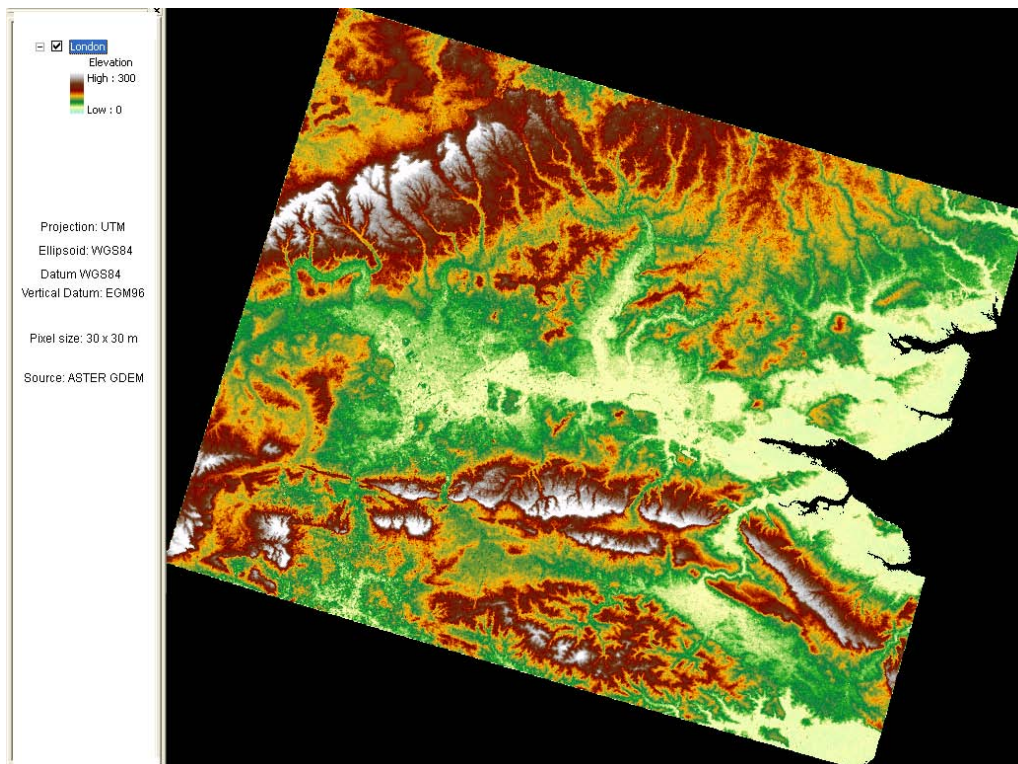 London
Elevation
High : 300
Low : 0
Projection: UTM
Ellipsoid: WGS84
Datum WGS84
Vertical Datum: EGM96
Pixel size: 30 x 30 m
Source: ASTER GDEM